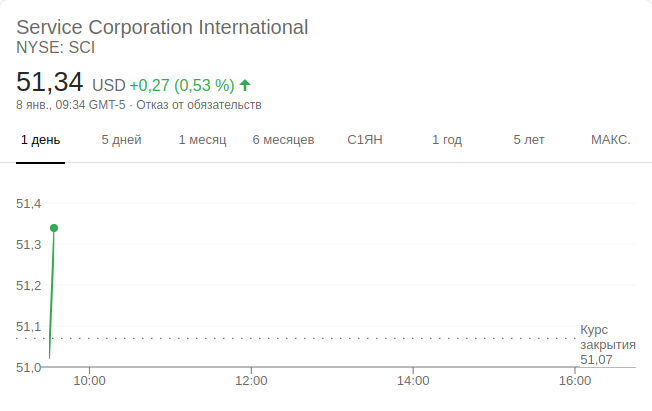 Service Corporation International
NYSE: SCI
51,34 USD +0,27 (0,53 %)
8 янв., 09:34 GMT-5 · Отказ от обязательств
1 день 5 дней 1 месяц 6 месяцев С1ЯН 1 год 5 лет МАКС.
51,4
51,3
51,2
51,1
Курс
закрытия
51,07
51,0
10:00 12:00 14:00 16:00